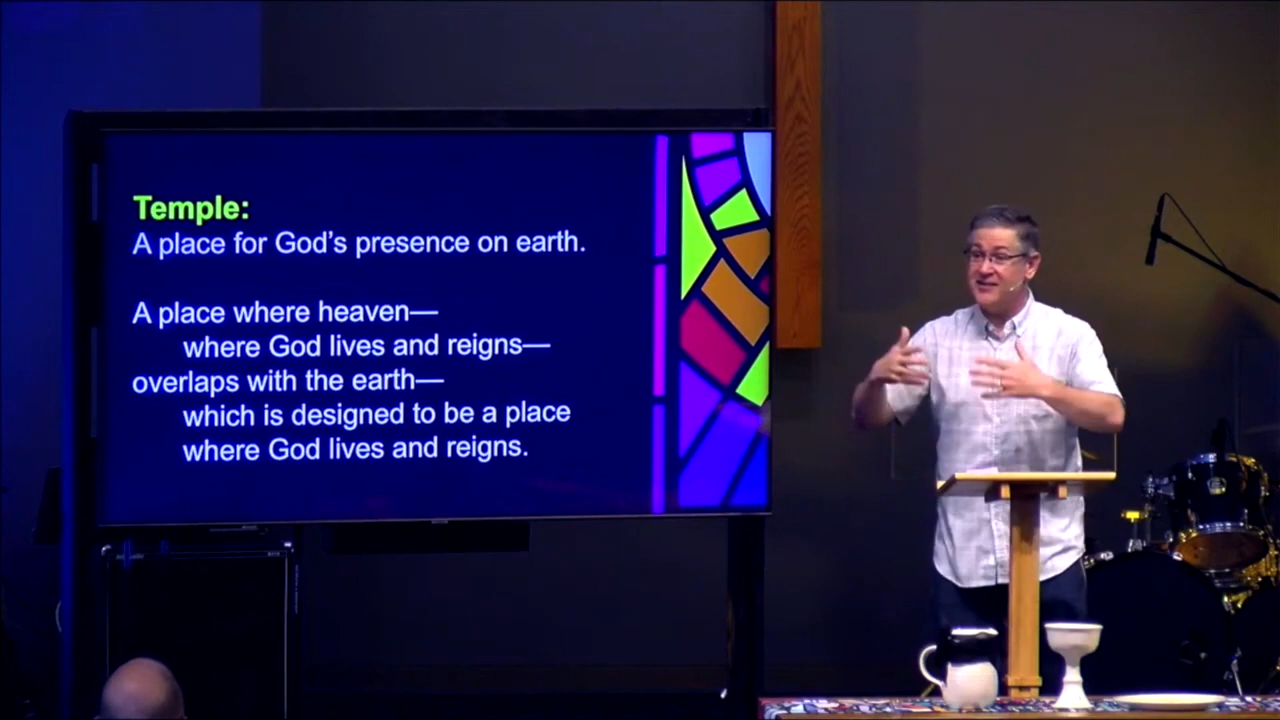 Temple:
A place for God's presence on earth.
A place where heaven—
where God lives and reigns—
overlaps with the earth—
which is designed to be a place
where God lives and reigns.